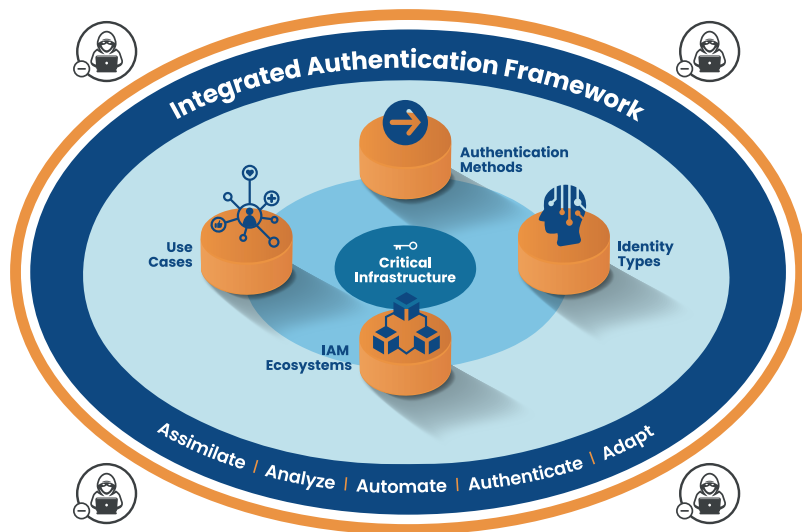 Integrated Authentication Framework
Authentication
Methods
Use
Cases
Identity
Types
Critical
Infrastructure
IAM
Ecosystems
Assimilate | Analyze | Automate | Authenticate | Adapt